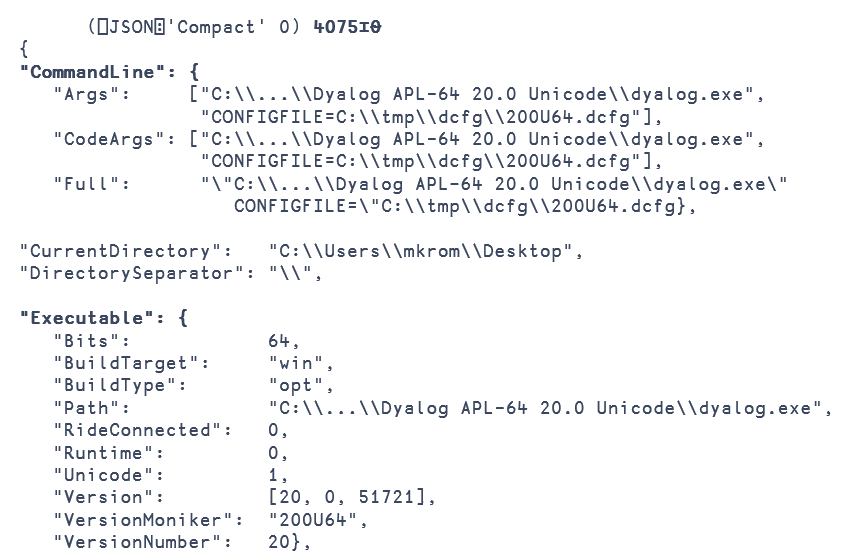 (⎕JSON⍠'Compact' 0) 4075⌶⍬
{
"CommandLine": {
   "Args":     ["C:\\...\\Dyalog APL-64 20.0 Unicode\\dyalog.exe",
                "CONFIGFILE=C:\\tmp\\dcfg\\200U64.dcfg"],
   "CodeArgs": ["C:\\...\\Dyalog APL-64 20.0 Unicode\\dyalog.exe",
                "CONFIGFILE=C:\\tmp\\dcfg\\200U64.dcfg"],
   "Full":      "\"C:\\...\\Dyalog APL-64 20.0 Unicode\\dyalog.exe\"
                   CONFIGFILE=\"C:\\tmp\\dcfg\\200U64.dcfg},

"CurrentDirectory":   "C:\\Users\\mkrom\\Desktop",
"DirectorySeparator": "\\",

"Executable": {
   "Bits":            64,
   "BuildTarget":     "win",
   "BuildType":       "opt",
   "Path":            "C:\\...\\Dyalog APL-64 20.0 Unicode\\dyalog.exe",
   "RideConnected":   0,
   "Runtime":         0,
   "Unicode":         1,
   "Version":         [20, 0, 51721],
   "VersionMoniker":  "200U64",
   "VersionNumber":   20},